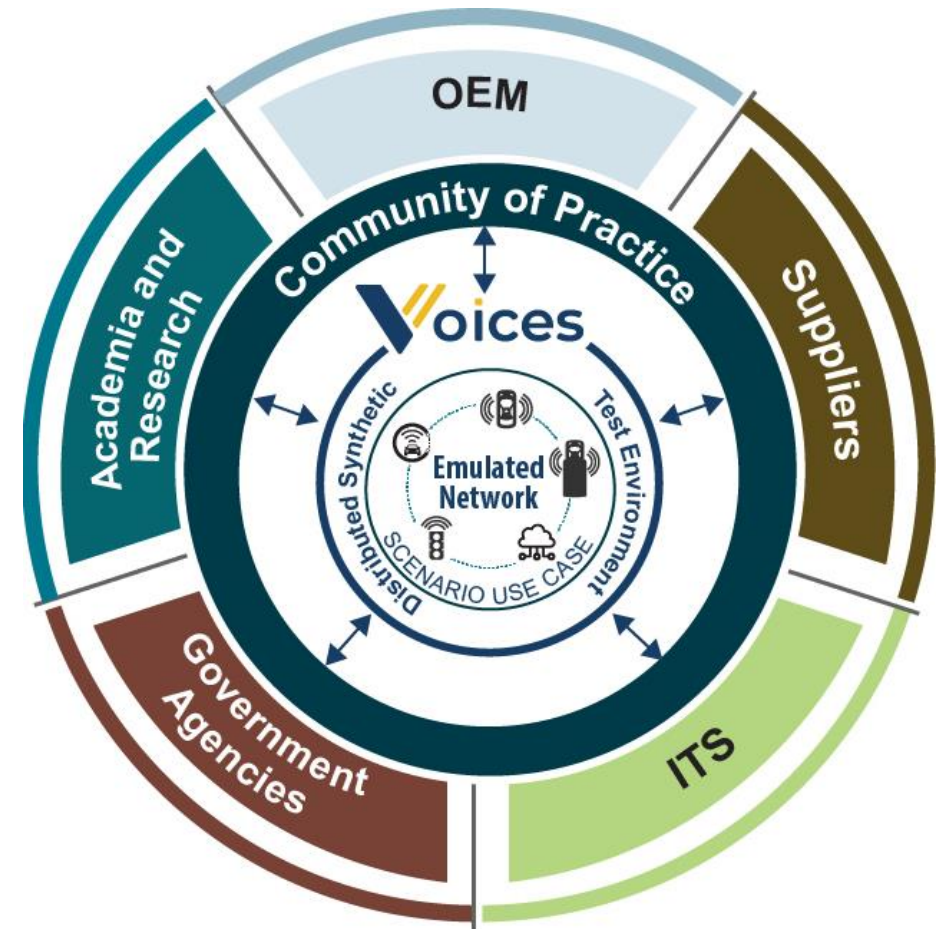 OEM
Community of Practice
Academia and
Research
Suppliers
Voices
Distributed Synthetic
Test Environment
Emulated
Network
SCENARIO USE CASE
Government
Agencies
ITS